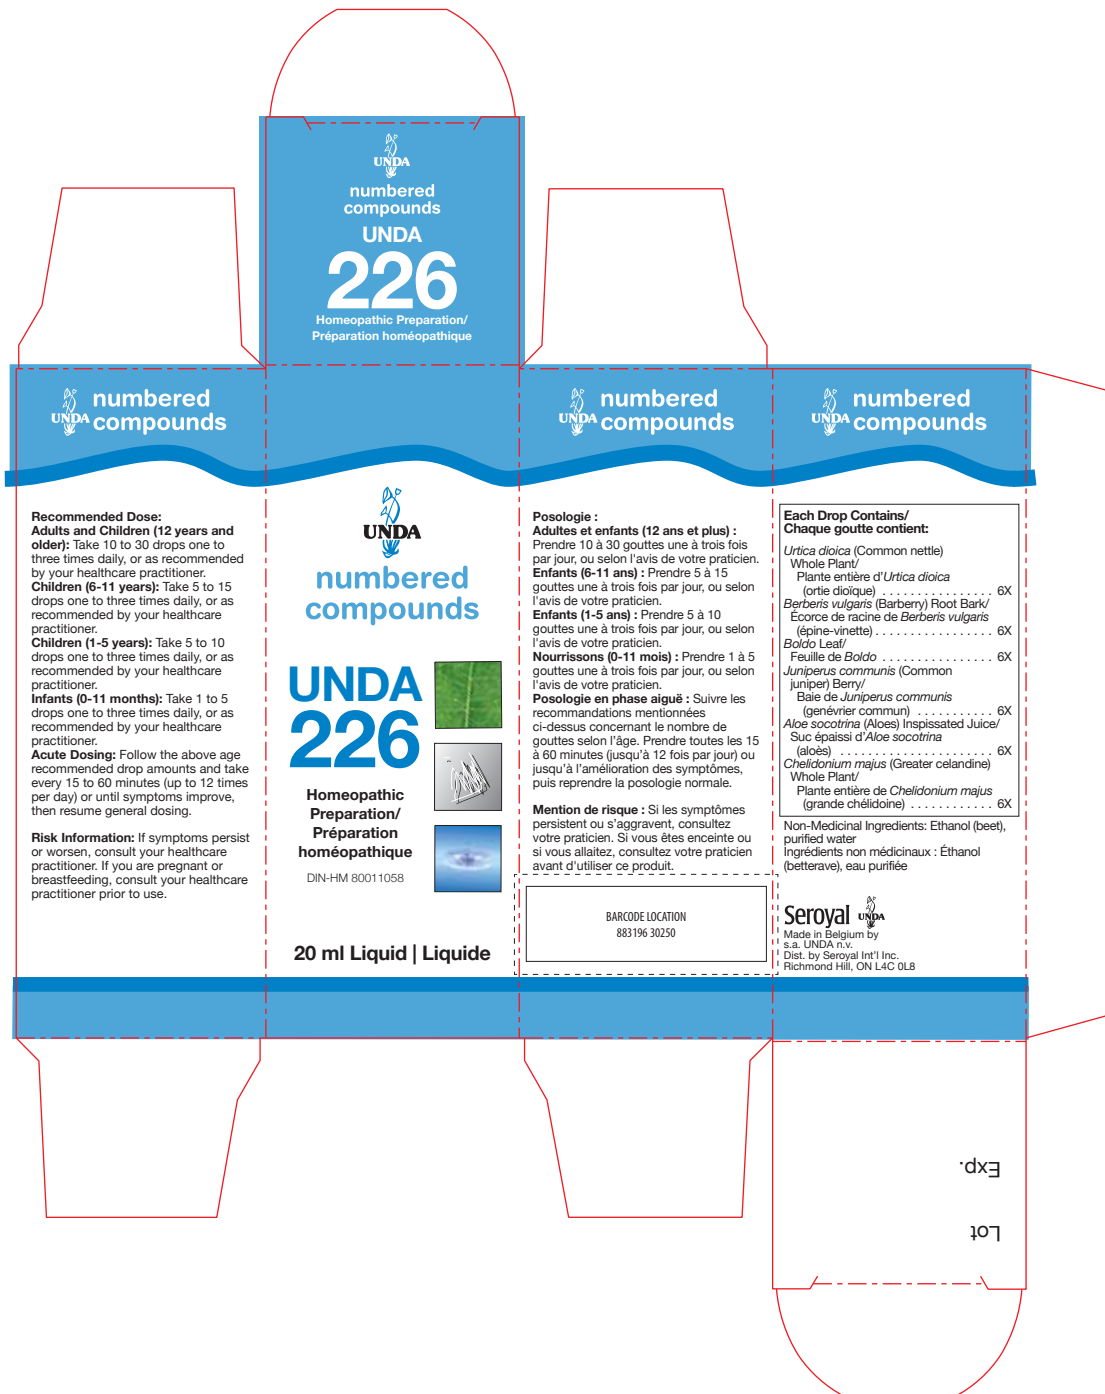 UNDA
numbered
compounds
UNDA
226
Homeopathic Preparation/
Préparation homéopathique
UNDA
numbered
compounds
UNDA
numbered
compounds
UNDA
numbered
compounds
Recommended Dose:
Adults and Children (12 years and
older): Take 10 to 30 drops one to
three times daily, or as recommended
by your healthcare practitioner.
Children (6-11 years): Take 5 to 15
drops one to three times daily, or as
recommended by your healthcare
practitioner.
Children (1-5 years): Take 5 to 10
drops one to three times daily, or as
recommended by your healthcare
practitioner.
Infants (0-11 months): Take 1 to 5
drops one to three times daily, or as
recommended by your healthcare
practitioner.
Acute Dosing: Follow the above age
recommended drop amounts and take
every 15 to 60 minutes (up to 12 times
per day) or until symptoms improve,
then resume general dosing.
Risk Information: If symptoms persist
or worsen, consult your healthcare
practitioner. If you are pregnant or
breastfeeding, consult your healthcare
practitioner prior to use.
UNDA
numbered
compounds
UNDA
226
Homeopathic
Preparation/
Préparation
homéopathique
DIN-HM 80011058
20 ml Liquid | Liquide
Posologie :
Adultes et enfants (12 ans et plus) :
Prendre 10 à 30 gouttes une à trois fois
par jour, ou selon l'avis de votre praticien.
Enfants (6-11 ans) : Prendre 5 à 15
gouttes une à trois fois par jour, ou selon
l'avis de votre praticien.
Enfants (1-5 ans) : Prendre 5 à 10
gouttes une à trois fois par jour, ou selon
l'avis de votre praticien.
Nourrissons (0-11 mois) : Prendre 1 à 5
gouttes une à trois fois par jour, ou selon
l'avis de votre praticien.
Posologie en phase aiguë : Suivre les
recommandations mentionnées
ci-dessus concernant le nombre de
gouttes selon l'âge. Prendre toutes les 15
à 60 minutes (jusqu'à 12 fois par jour) ou
jusqu'à l'amélioration des symptômes,
puis reprendre la posologie normale.
Mention de risque : Si les symptômes
persistent ou s'aggravent, consultez
votre praticien. Si vous êtes enceinte ou
si vous allaitez, consultez votre praticien
avant d'utiliser ce produit.
BARCODE LOCATION
883196 30250
Each Drop Contains/
Chaque goutte contient:
Urtica dioica (Common nettle)
Whole Plant/
Plante entière d'Urtica dioica
(ortie dioïque) . . . . . . . . . . . . . . . . 6X
Berberis vulgaris (Barberry) Root Bark/
Écorce de racine de Berberis vulgaris
(épine-vinette) . . . . . . . . . . . . . . . . . 6X
Boldo Leaf/
Feuille de Boldo . . . . . . . . . . . . . . . . 6X
Juniperus communis (Common
juniper) Berry/
Baie de Juniperus communis
(genévrier commun) . . . . . . . . . . . 6X
Aloe socotrina (Aloes) Inspissated Juice/
Suc épaissi d'Aloe socotrina
(aloès) . . . . . . . . . . . . . . . . . . . . . . 6X
Chelidonium majus (Greater celandine)
Whole Plant/
Plante entière de Chelidonium majus
(grande chélidoine) . . . . . . . . . . . . 6X
Non-Medicinal Ingredients: Ethanol (beet),
purified water
Ingrédients non médicinaux : Éthanol
(betterave), eau purifiée
Seroyal UNDA
Made in Belgium by
s.a. UNDA n.v.
Dist. by Seroyal Int'l Inc.
Richmond Hill, ON L4C 0L8
Lot
Exp.